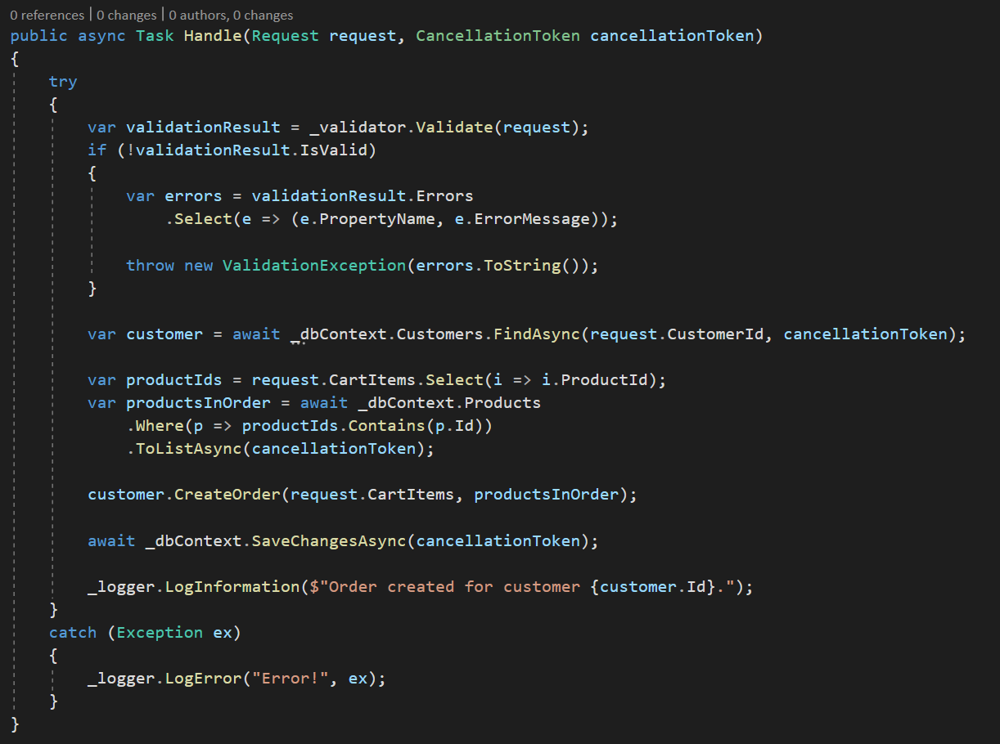 0 references | 0 changes | 0 authors, 0 changes
public async Task Handle(Request request, CancellationToken cancellationToken)
{
    try
    {
        var validationResult = _validator.Validate(request);
        if (!validationResult.IsValid)
        {
            var errors = validationResult.Errors
                .Select(e => (e.PropertyName, e.ErrorMessage));

            throw new ValidationException(errors.ToString());
        }

        var customer = await _dbContext.Customers.FindAsync(request.CustomerId, cancellationToken);

        var productIds = request.CartItems.Select(i => i.ProductId);
        var productsInOrder = await _dbContext.Products
            .Where(p => productIds.Contains(p.Id))
            .ToListAsync(cancellationToken);

        customer.CreateOrder(request.CartItems, productsInOrder);

        await _dbContext.SaveChangesAsync(cancellationToken);

        _logger.LogInformation($"Order created for customer {customer.Id}.");
    }
    catch (Exception ex)
    {
        _logger.LogError("Error!", ex);
    }
}